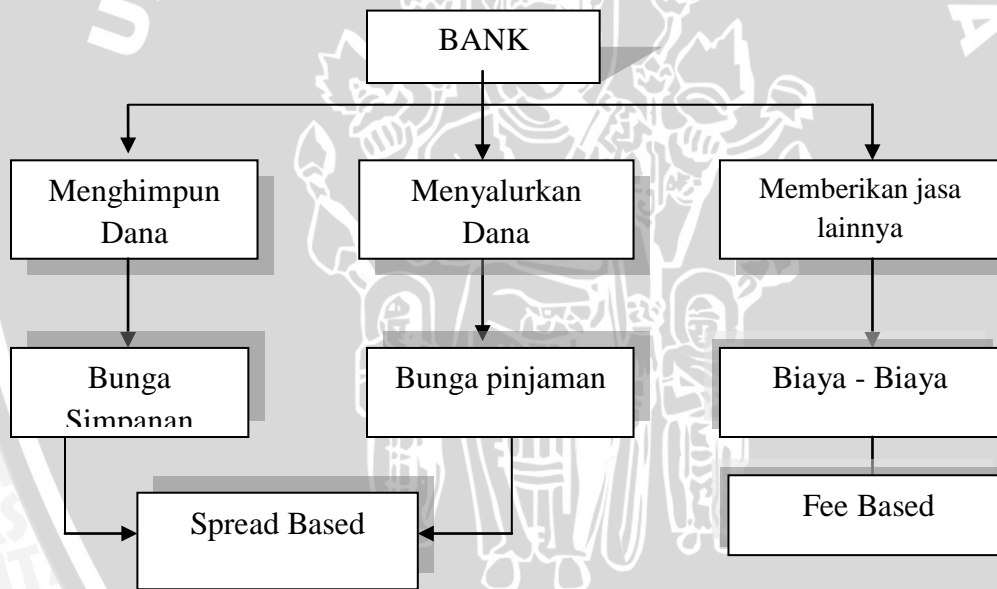 BANK
Menghimpun
Dana
Menyalurkan
Dana
Memberikan jasa
lainnya
Bunga
Simpanan
Bunga pinjaman
Biaya - Biaya
Spread Based
Fee Based